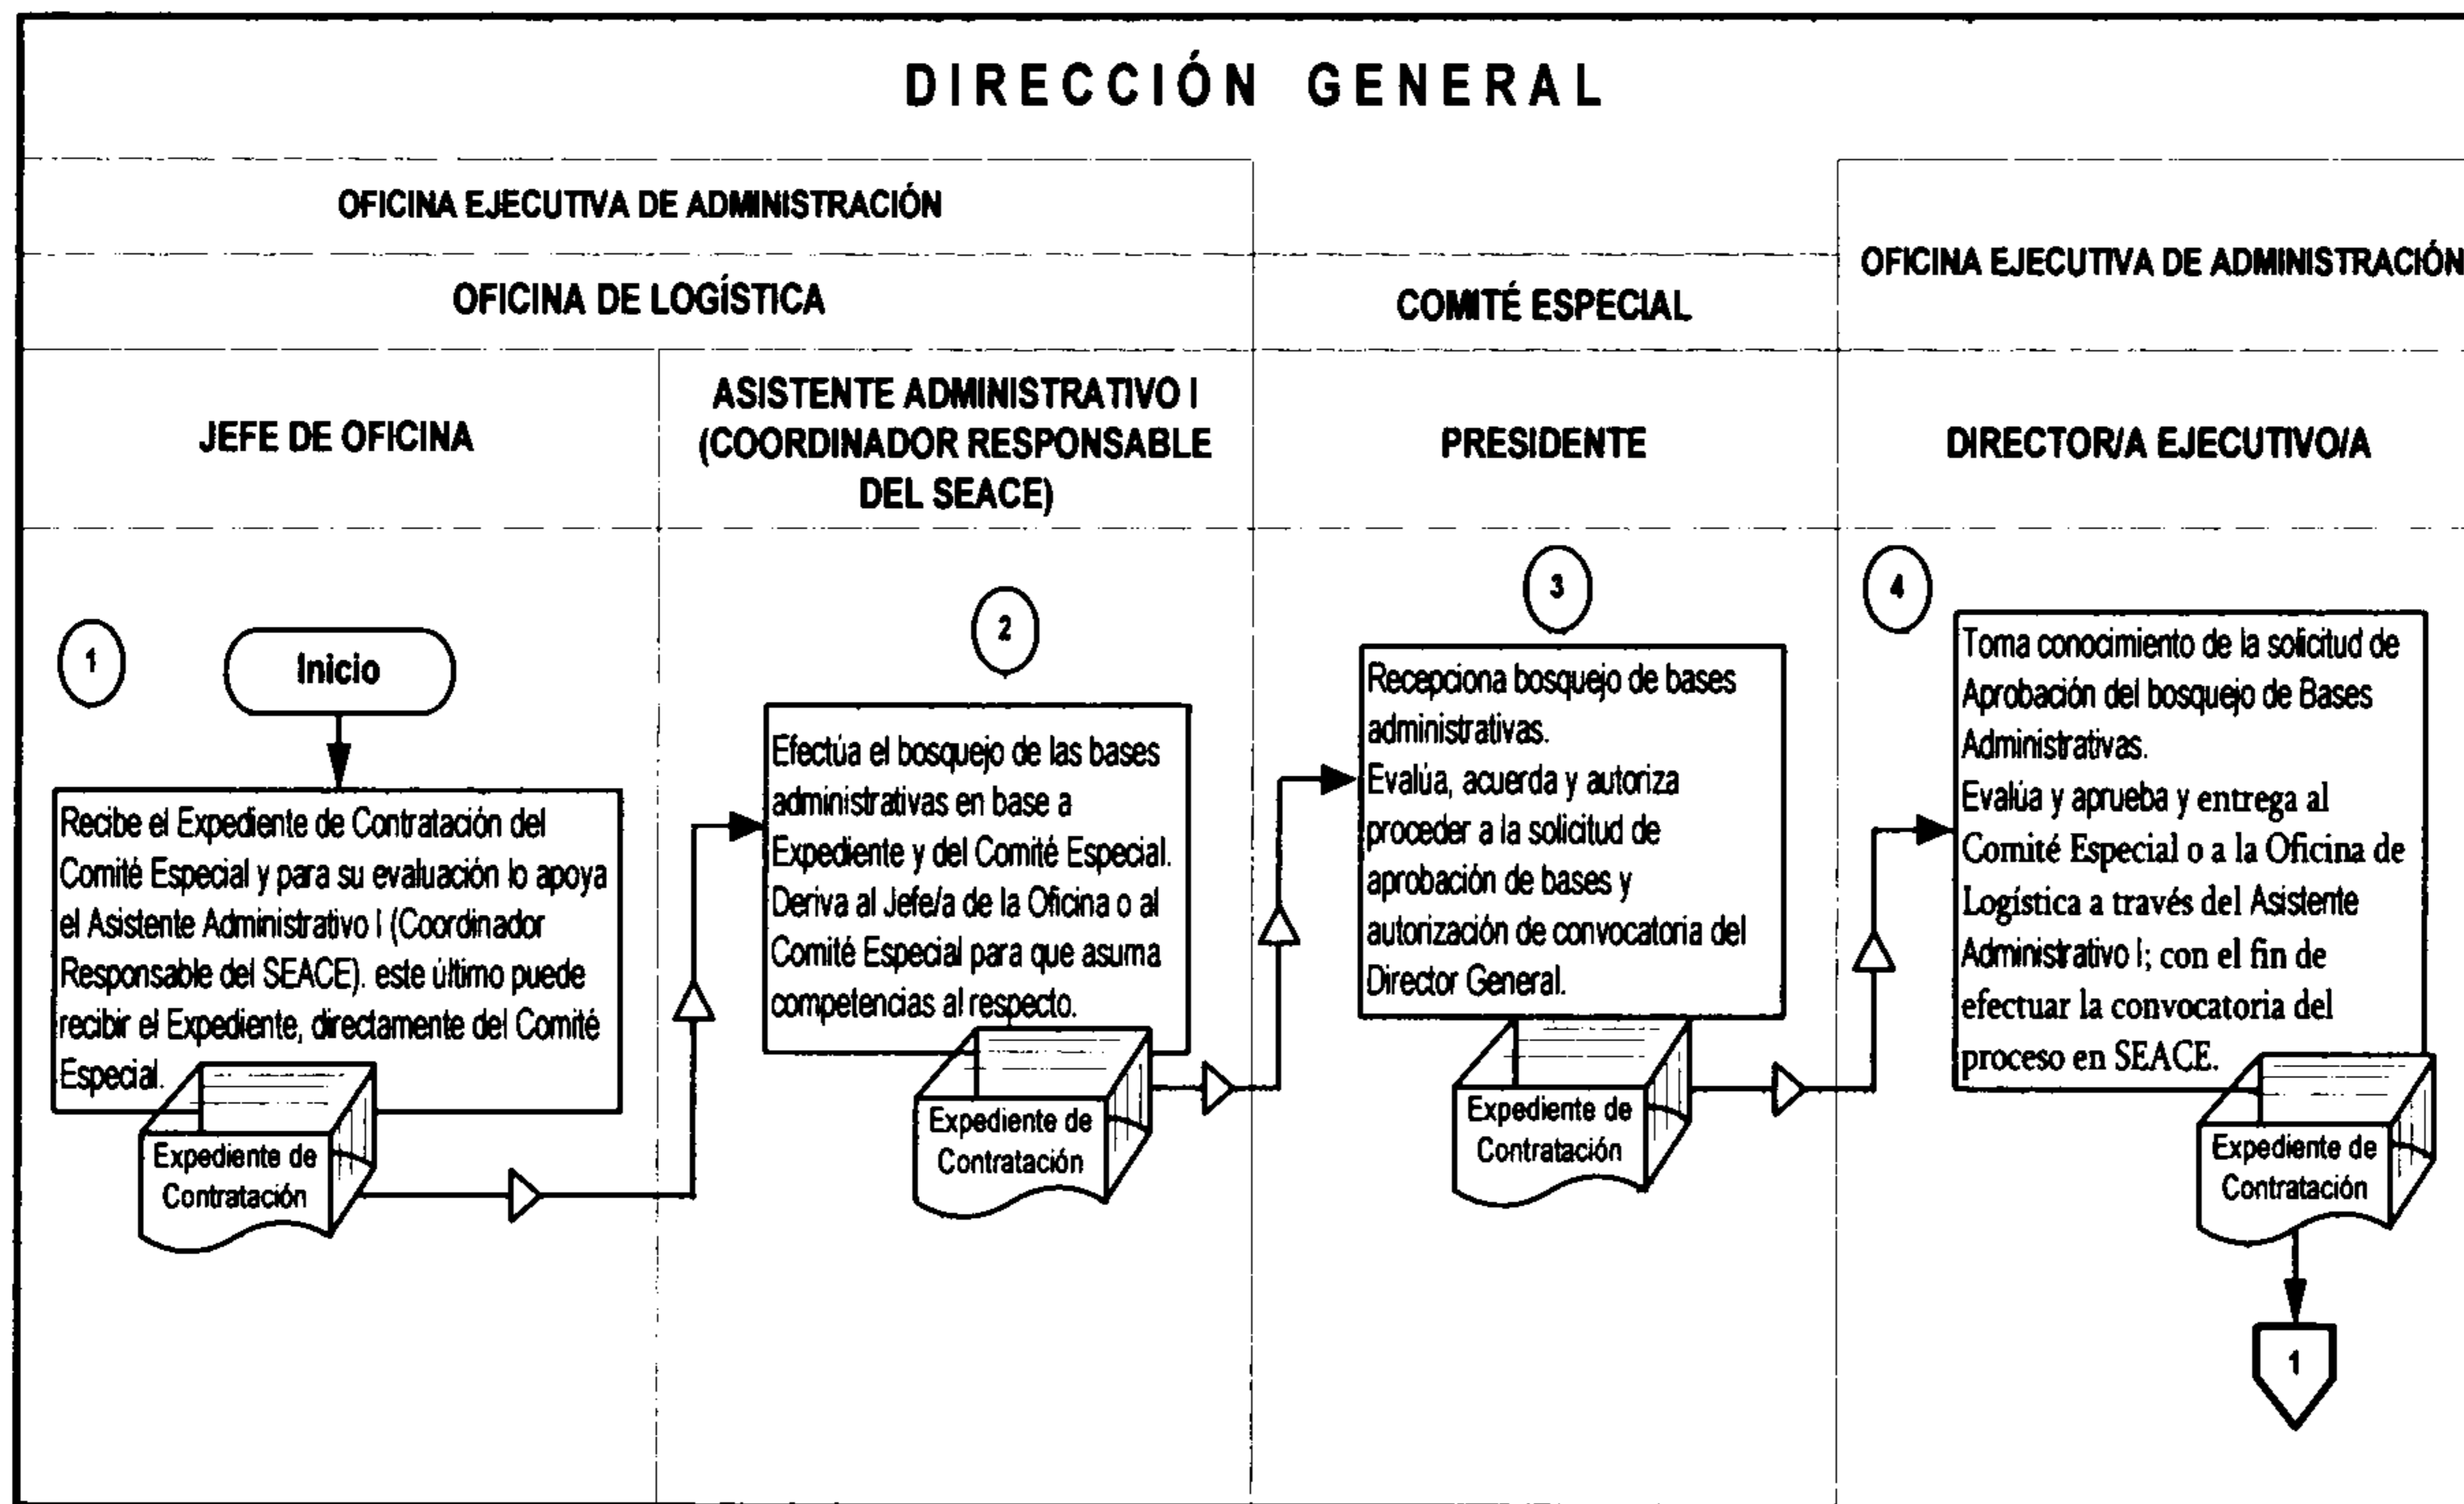 DIRECCIÓN GENERAL
OFICINA EJECUTIVA DE ADMINISTRACIÓN
OFICINA DE LOGÍSTICA
COMITÉ ESPECIAL
OFICINA EJECUTIVA DE ADMINISTRACIÓN
JEFE DE OFICINA
ASISTENTE ADMINISTRATIVO I
(COORDINADOR RESPONSABLE
DEL SEACE)
PRESIDENTE
DIRECTOR/A EJECUTIVO/A
1
Inicio
Recibe el Expediente de Contratación del
Comité Especial y para su evaluación lo apoya
el Asistente Administrativo I (Coordinador
Responsable del SEACE). este último puede
recibir el Expediente, directamente del Comité
Especial.
Expediente de
Contratación
2
Efectúa el bosquejo de las bases
administrativas en base a
Expediente y del Comité Especial.
Deriva al Jefe/a de la Oficina o al
Comité Especial para que asuma
competencias al respecto.
Expediente de
Contratación
3
Recepciona bosquejo de bases
administrativas.
Evalúa, acuerda y autoriza
proceder a la solicitud de
aprobación de bases y
autorización de convocatoria del
Director General.
Expediente de
Contratación
4
Toma conocimiento de la solicitud de
Aprobación del bosquejo de Bases
Administrativas.
Evalúa y aprueba y entrega al
Comité Especial o a la Oficina de
Logística a través del Asistente
Administrativo I; con el fin de
efectuar la convocatoria del
proceso en SEACE.
Expediente de
Contratación
1